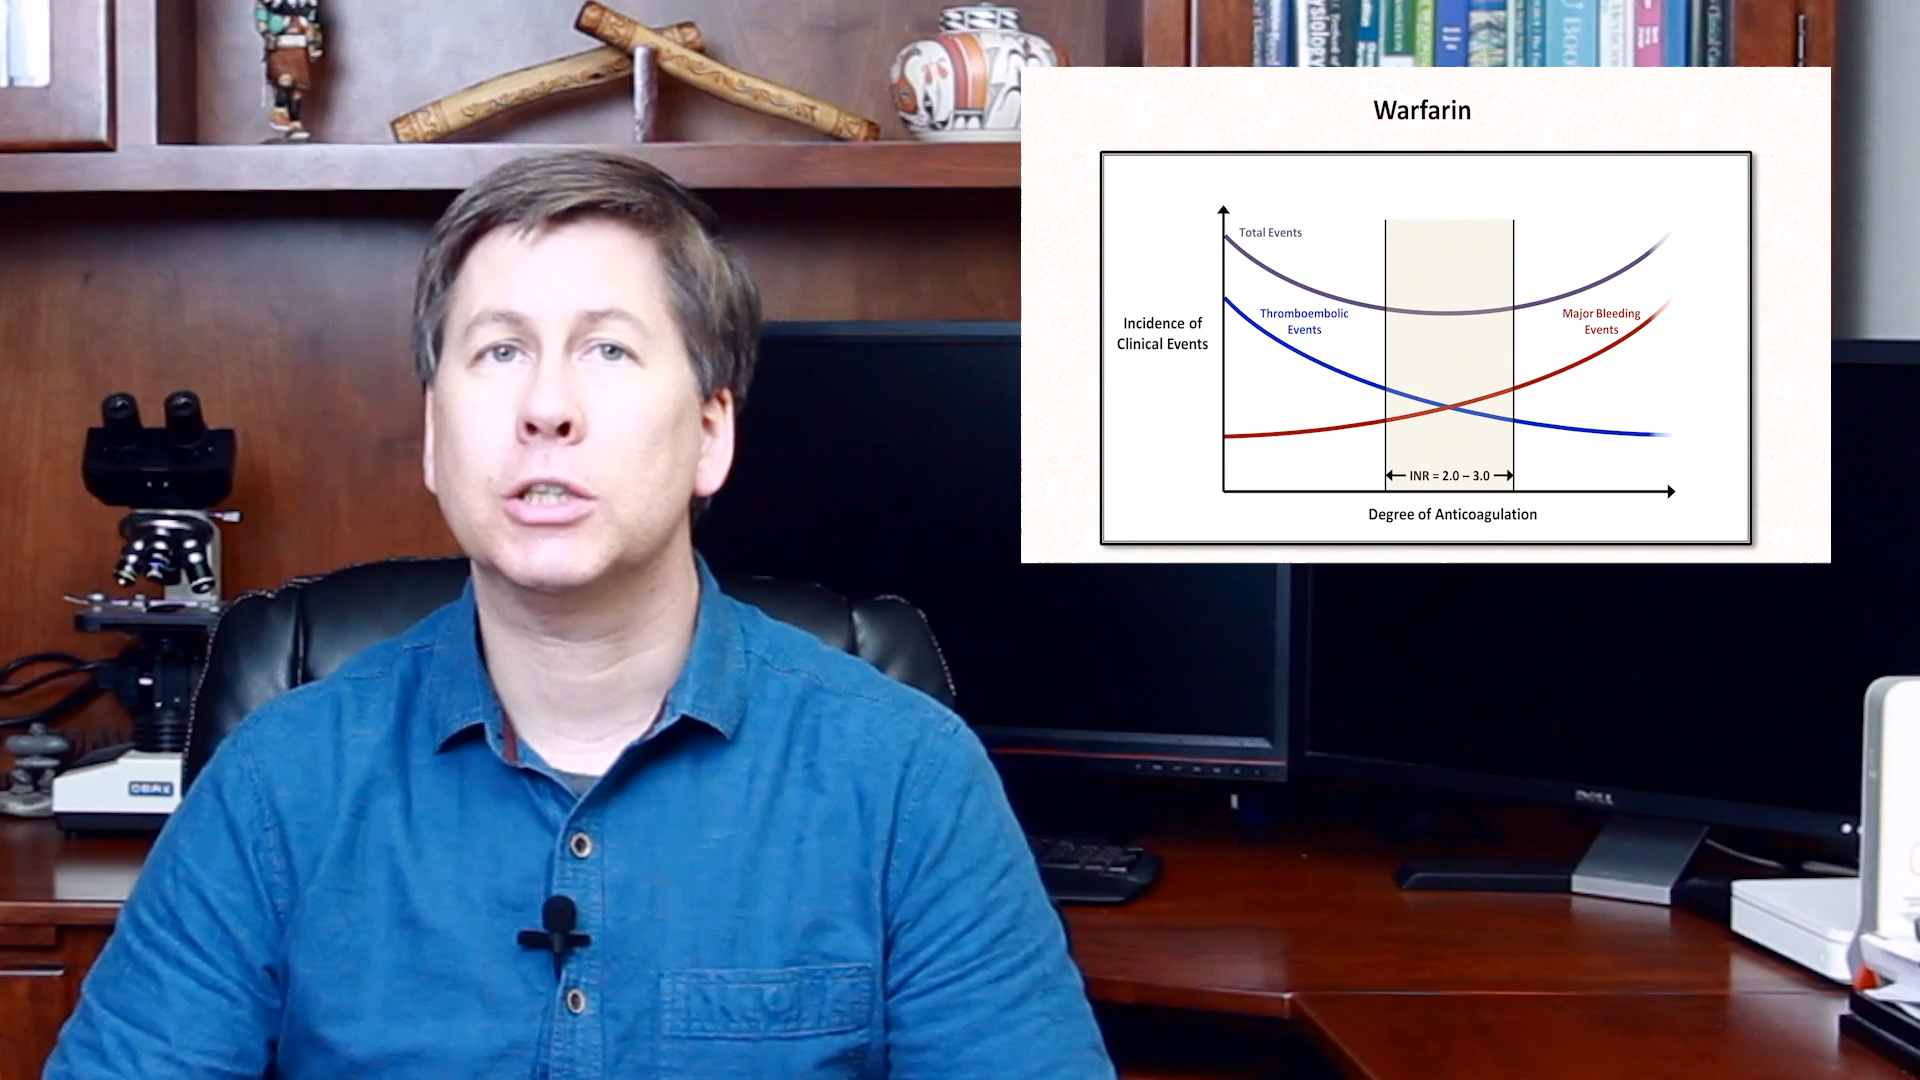 Warfarin
Total Events
Thromboembolic
Events
Major Bleeding
Events
Incidence of
Clinical Events
INR = 2.0 – 3.0
Degree of Anticoagulation
DELL